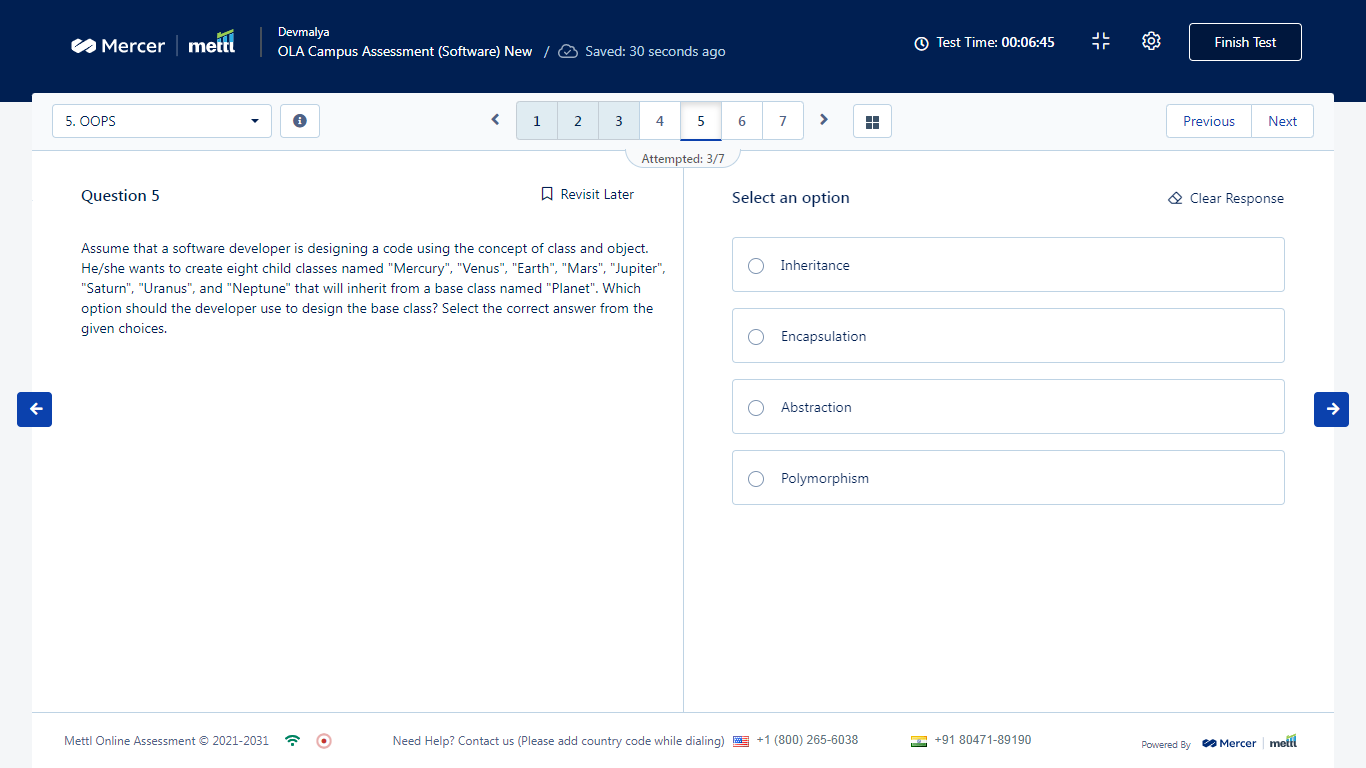 Mercer | mettl
Devmalya
OLA Campus Assessment (Software) New / Saved: 30 seconds ago
Test Time: 00:06:45
Finish Test
5. OOPS
1 2 3 4 5 6 7
Previous Next
Attempted: 3/7
Question 5
Revisit Later
Assume that a software developer is designing a code using the concept of class and object.
He/she wants to create eight child classes named "Mercury", "Venus", "Earth", "Mars", "Jupiter",
"Saturn", "Uranus", and "Neptune" that will inherit from a base class named "Planet". Which
option should the developer use to design the base class? Select the correct answer from the
given choices.
Select an option
Clear Response
Inheritance
Encapsulation
Abstraction
Polymorphism
Mettl Online Assessment © 2021-2031
Need Help? Contact us (Please add country code while dialing) +1 (800) 265-6038 +91 80471-89190
Powered By Mercer | mettl